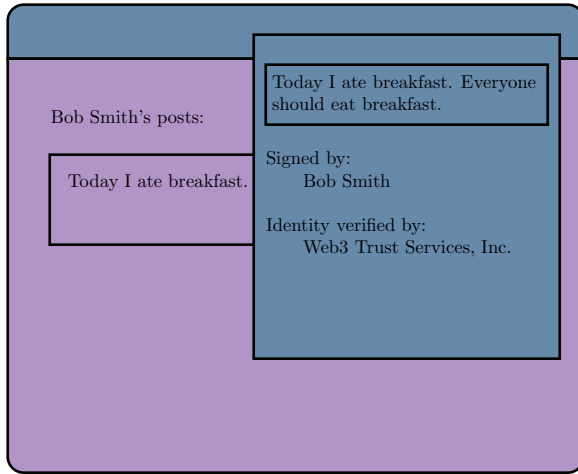 Today I ate breakfast. Everyone
should eat breakfast.
Bob Smith's posts:
Signed by:
Today I ate breakfast.
Bob Smith
Identity verified by:
Web3 Trust Services, Inc.